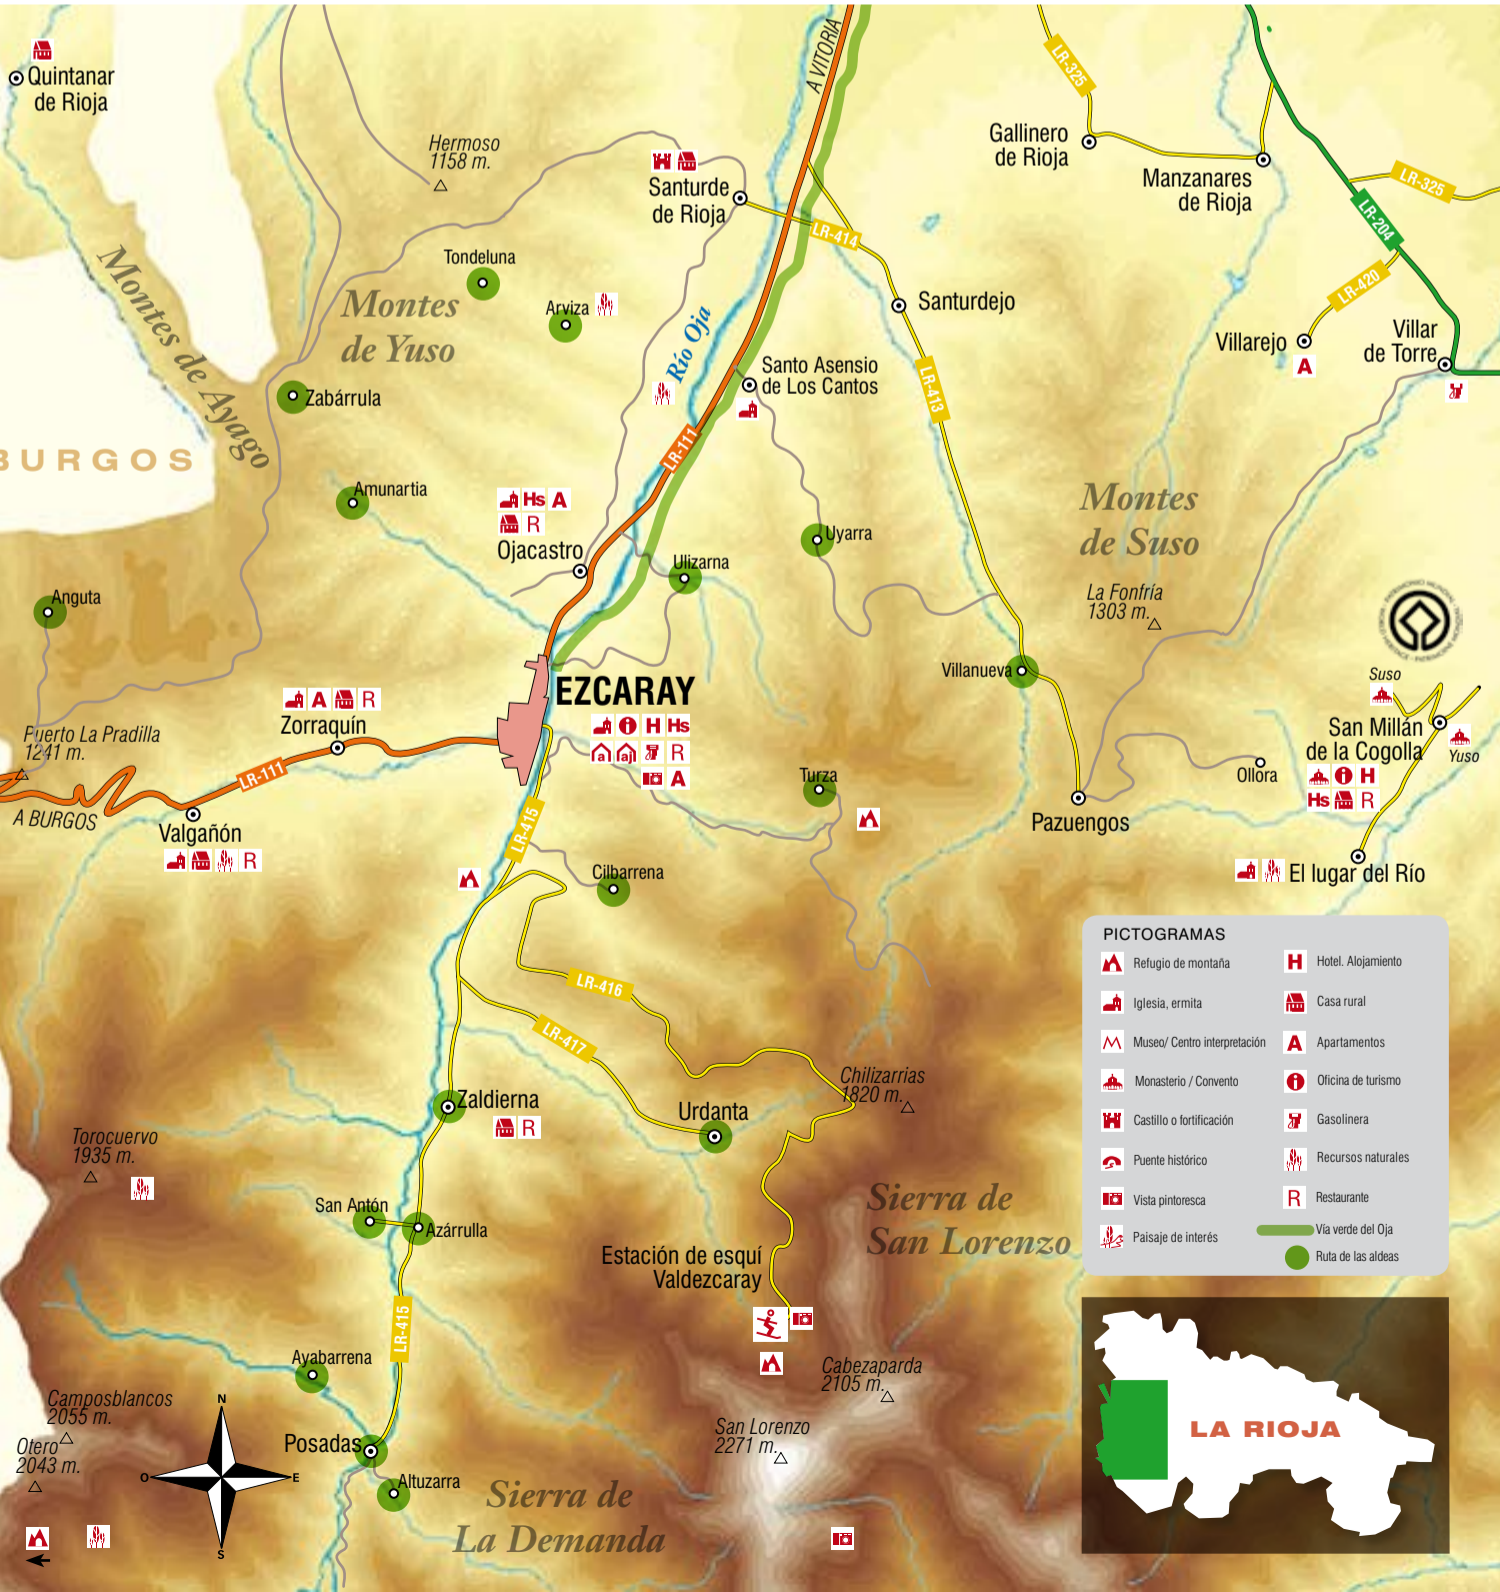 Quintanar
de Rioja
Hermoso
1158 m.
A VITORIA
LR-325
Gallinero
de Rioja
Manzanares
de Rioja
LR-325
LR-204
Santurde
de Rioja
LR-414
Montes de Ayago
Tondeluna
Montes
de Yuso
Arviza
Río Oja
Santurdejo
LR-420
Villarejo
A
Villar
de Torre
Santo Asensio
de Los Cantos
LR-413
Zabárrula
BURGOS
LR-111
Amunartia
Hs A
R
Ojacastro
Montes
de Suso
Uyarra
Ulizarna
La Fonfría
1303 m.
Anguta
Villanueva
EZCARAY
H Hs
a aj R
A
A R
Zorraquín
Puerto La Pradilla
1241 m.
LR-111
A BURGOS
Valgañón
R
Suso
San Millán
de la Cogolla
Yuso
H
Hs R
Ollora
Turza
Pazuengos
LR-415
Cilbarrena
El lugar del Río
LR-416
LR-417
Zaldierna
R
Urdanta
Chilizarrias
1820 m.
Torocuervo
1935 m.
San Antón
Azárrulla
Sierra de
San Lorenzo
Estación de esquí
Valdezcaray
LR-415
Ayabarrena
Cabezaparda
2105 m.
Camposblancos
2055 m.
Otero
2043 m.
San Lorenzo
2271 m.
Posadas
Altuzarra
Sierra de
La Demanda
N
O E
S
PICTOGRAMAS
Refugio de montaña
Iglesia, ermita
Museo/ Centro interpretación
Monasterio / Convento
Castillo o fortificación
Puente histórico
Vista pintoresca
Paisaje de interés
H Hotel. Alojamiento
Casa rural
A Apartamentos
Oficina de turismo
Gasolinera
Recursos naturales
R Restaurante
Vía verde del Oja
Ruta de las aldeas
LA RIOJA